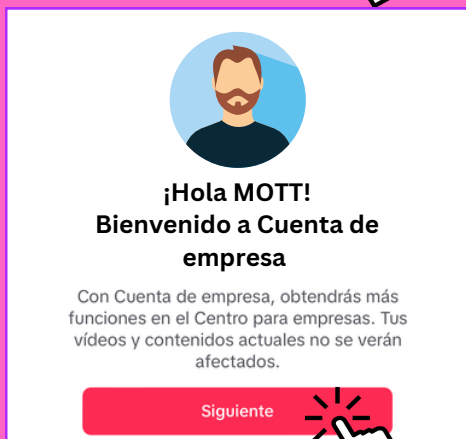 ¡Hola MOTT!
Bienvenido a Cuenta de
empresa
Con Cuenta de empresa, obtendrás más
funciones en el Centro para empresas. Tus
vídeos y contenidos actuales no se verán
afectados.
Siguiente